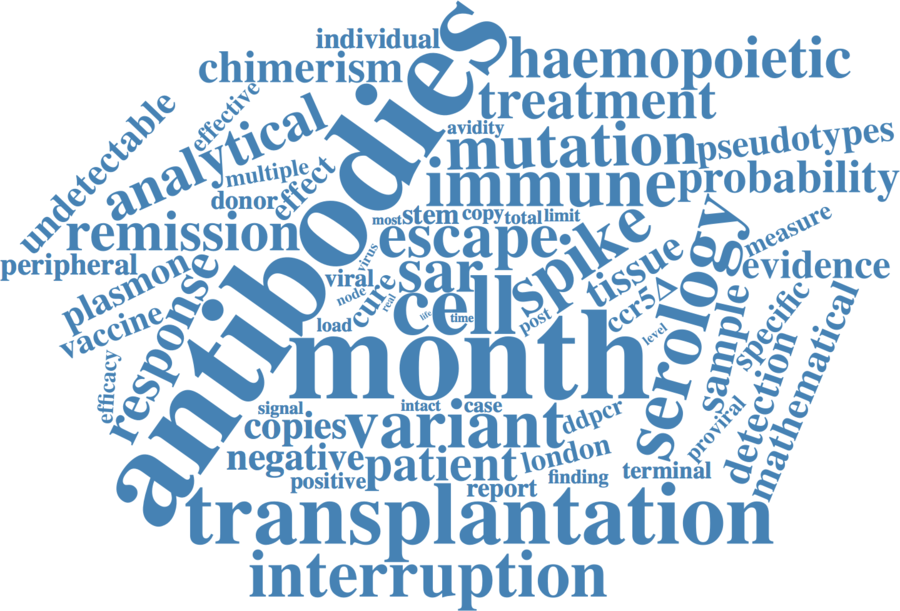 individual
chimerism
antibodies
haemopoietic
treatment
undetectable
effective
analytical
avidity
mutation
pseudotypes
multiple
effect
donor
immune
probability
remission
most
stem
copy
total
limit
escape
spike
serology
measure
peripheral
plasmon
response
virus
viral
sar
tissue
evidence
vaccine
node
cure
real
cell
ccr5Δ
sample
specific
load
life
time
post
level
month
efficacy
detection
mathematical
signal
intact
case
ddpcr
proviral
copies
variant
negative
patient
london
terminal
positive
report
finding
transplantation
interruption